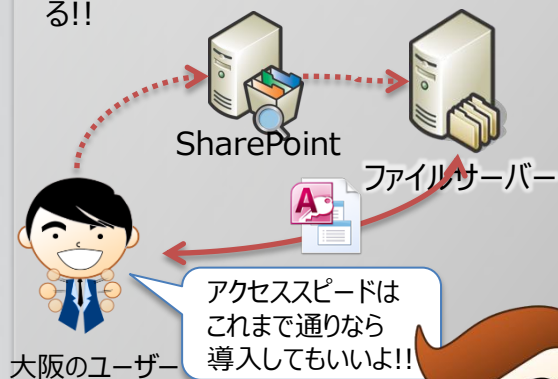 る!!
SharePoint
ファイルサーバー
A
アクセススピードは
これまで通りなら
導入してもいいよ!!
大阪のユーザー